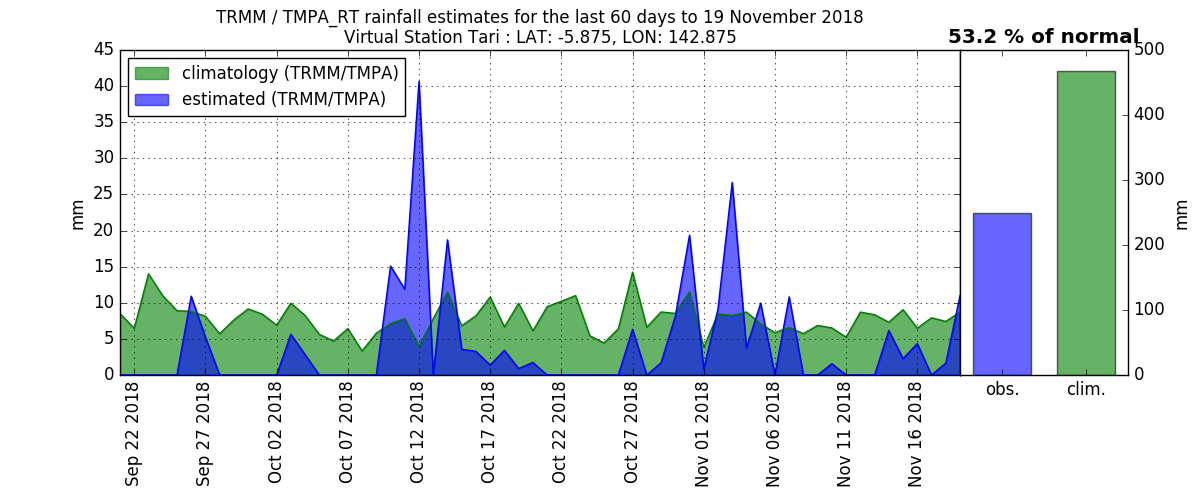 TRMM / TMPA_RT rainfall estimates for the last 60 days to 19 November 2018
Virtual Station Tari : LAT: -5.875, LON: 142.875
53.2 % of normal
climatology (TRMM/TMPA)
estimated (TRMM/TMPA)
mm
45
40
35
30
25
20
15
10
5
0
Sep 22 2018
Sep 27 2018
Oct 02 2018
Oct 07 2018
Oct 12 2018
Oct 17 2018
Oct 22 2018
Oct 27 2018
Nov 01 2018
Nov 06 2018
Nov 11 2018
Nov 16 2018
obs.
clim.
500
400
300
200
100
0
mm